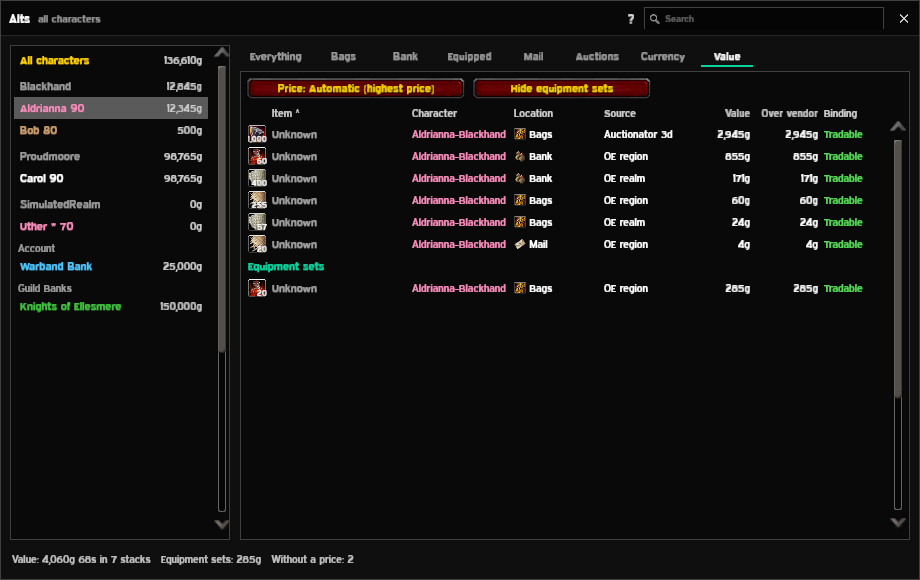 Alts all characters ? Search
All characters 136,610g
Blackhand 12,845g
Aldrianna 90 12,345g
Bob 80 500g
Proudmoore 98,765g
Carol 90 98,765g
SimulatedRealm 0g
Uther * 70 0g
Account
Warband Bank 25,000g
Guild Banks
Knights of Ellesmere 150,000g
Everything Bags Bank Equipped Mail Auctions Currency Value
Price: Automatic (highest price) Hide equipment sets
Item ^ Character Location Source Value Over vendor Binding
1,000 Unknown Aldrianna-Blackhand Bags Auctionator 3d 2,945g 2,945g Tradable
60 Unknown Aldrianna-Blackhand Bank OE region 855g 855g Tradable
400 Unknown Aldrianna-Blackhand Bank OE realm 171g 171g Tradable
255 Unknown Aldrianna-Blackhand Bags OE region 60g 60g Tradable
57 Unknown Aldrianna-Blackhand Bags OE realm 24g 24g Tradable
20 Unknown Aldrianna-Blackhand Mail OE region 4g 4g Tradable
Equipment sets
20 Unknown Aldrianna-Blackhand Bags OE region 285g 285g Tradable
Value: 4,060g 68s in 7 stacks Equipment sets: 285g Without a price: 2